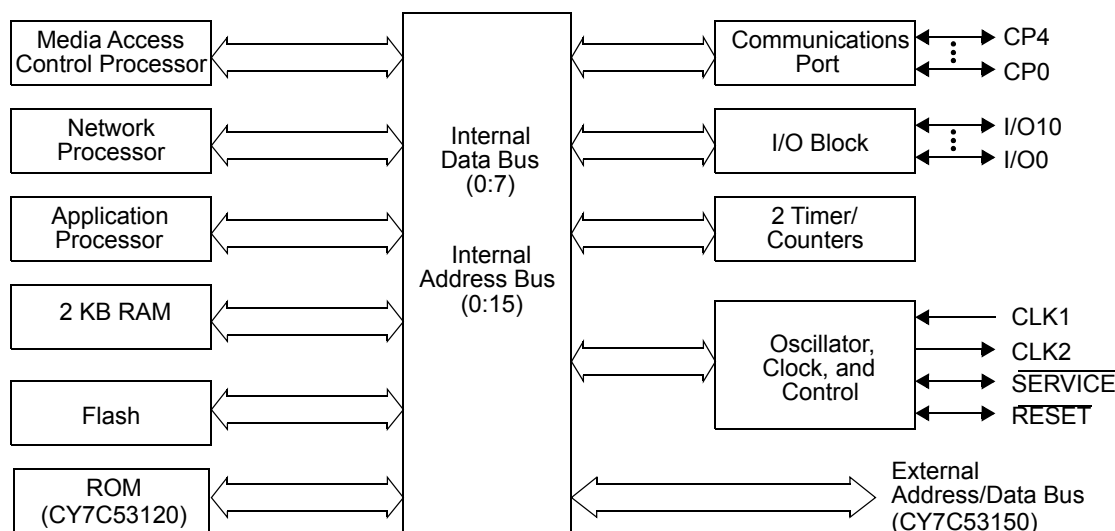 Media Access
Control Processor
Network
Processor
Application
Processor
2 KB RAM
Flash
ROM
(CY7C53120)
Internal
Data Bus
(0:7)
Internal
Address Bus
(0:15)
Communications
Port
CP4
CP0
I/O Block
I/O10
I/O0
2 Timer/
Counters
Oscillator,
Clock, and
Control
CLK1
CLK2
SERVICE
RESET
External
Address/Data Bus
(CY7C53150)